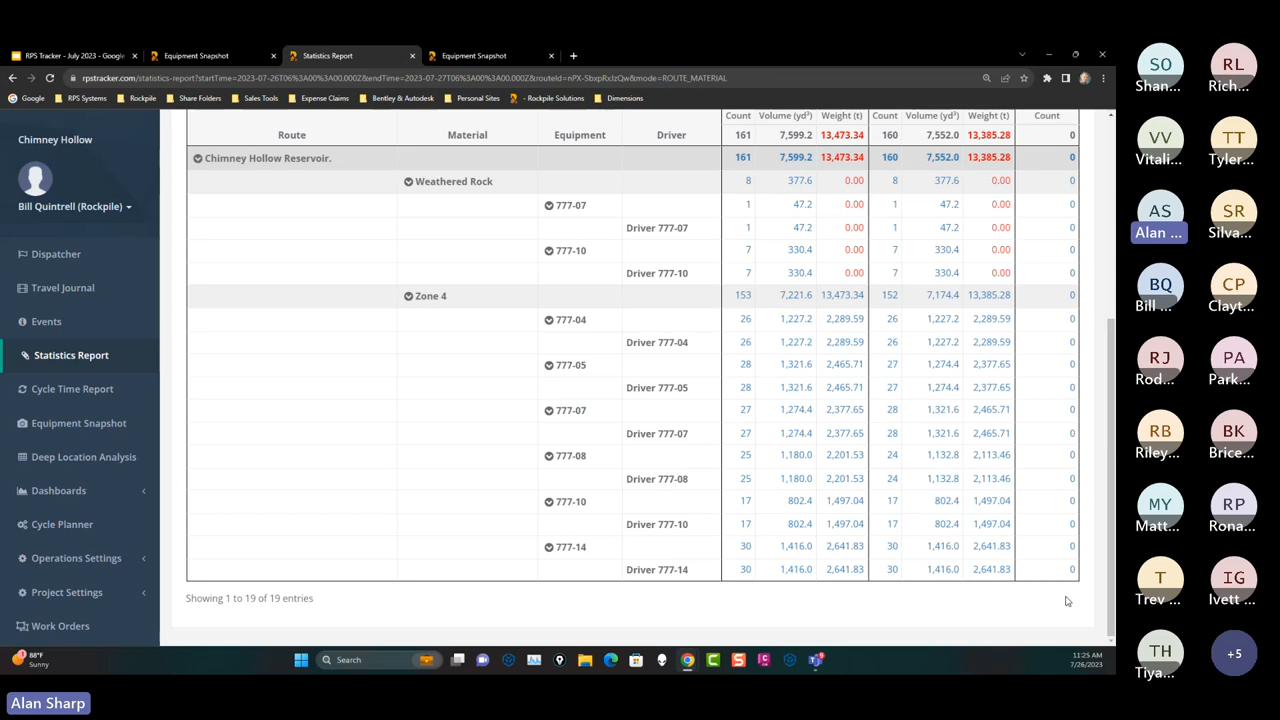 RPS Tracker - July 2023 - Google
Equipment Snapshot
Statistics Report
Equipment Snapshot
rpstracker.com/statistics-report?startTime=2023-07-26T06%3A00%3A00.000Z&endTime=2023-07-27T06%3A00%3A00.000Z&routeId=nPX-SbxpRxJzQw&mode=ROUTE_MATERIAL
Google RPS Systems Rockpile Share Folders Sales Tools Expense Claims Bentley & Autodesk Personal Sites - Rockpile Solutions Dimensions
Chimney Hollow
Bill Quintrell (Rockpile)
Dispatcher
Travel Journal
Events
Statistics Report
Cycle Time Report
Equipment Snapshot
Deep Location Analysis
Dashboards
Cycle Planner
Operations Settings
Project Settings
Work Orders
Route Material Equipment Driver Count Volume (yd³) Weight (t) Count Volume (yd³) Weight (t) Count
161 7,599.2 13,473.34 160 7,552.0 13,385.28 0
Chimney Hollow Reservoir. 161 7,599.2 13,473.34 160 7,552.0 13,385.28 0
Weathered Rock 8 377.6 0.00 8 377.6 0.00 0
777-07 1 47.2 0.00 1 47.2 0.00 0
Driver 777-07 1 47.2 0.00 1 47.2 0.00 0
777-10 7 330.4 0.00 7 330.4 0.00 0
Driver 777-10 7 330.4 0.00 7 330.4 0.00 0
Zone 4 153 7,221.6 13,473.34 152 7,174.4 13,385.28 0
777-04 26 1,227.2 2,289.59 26 1,227.2 2,289.59 0
Driver 777-04 26 1,227.2 2,289.59 26 1,227.2 2,289.59 0
777-05 28 1,321.6 2,465.71 27 1,274.4 2,377.65 0
Driver 777-05 28 1,321.6 2,465.71 27 1,274.4 2,377.65 0
777-07 27 1,274.4 2,377.65 28 1,321.6 2,465.71 0
Driver 777-07 27 1,274.4 2,377.65 28 1,321.6 2,465.71 0
777-08 25 1,180.0 2,201.53 24 1,132.8 2,113.46 0
Driver 777-08 25 1,180.0 2,201.53 24 1,132.8 2,113.46 0
777-10 17 802.4 1,497.04 17 802.4 1,497.04 0
Driver 777-10 17 802.4 1,497.04 17 802.4 1,497.04 0
777-14 30 1,416.0 2,641.83 30 1,416.0 2,641.83 0
Driver 777-14 30 1,416.0 2,641.83 30 1,416.0 2,641.83 0
Showing 1 to 19 of 19 entries
88°F
Sunny
Search
11:25 AM
7/26/2023
SO RL
Shan... Rich...
VV TT
Vitali... Tyler...
AS SR
Alan ... Silva...
BQ CP
Bill ... Clayt...
RJ PA
Rod... Park...
RB BK
Riley... Brice...
MY RP
Matt... Rona...
T IG
Trev ... Ivett ...
TH +5
Tiya...
Alan Sharp